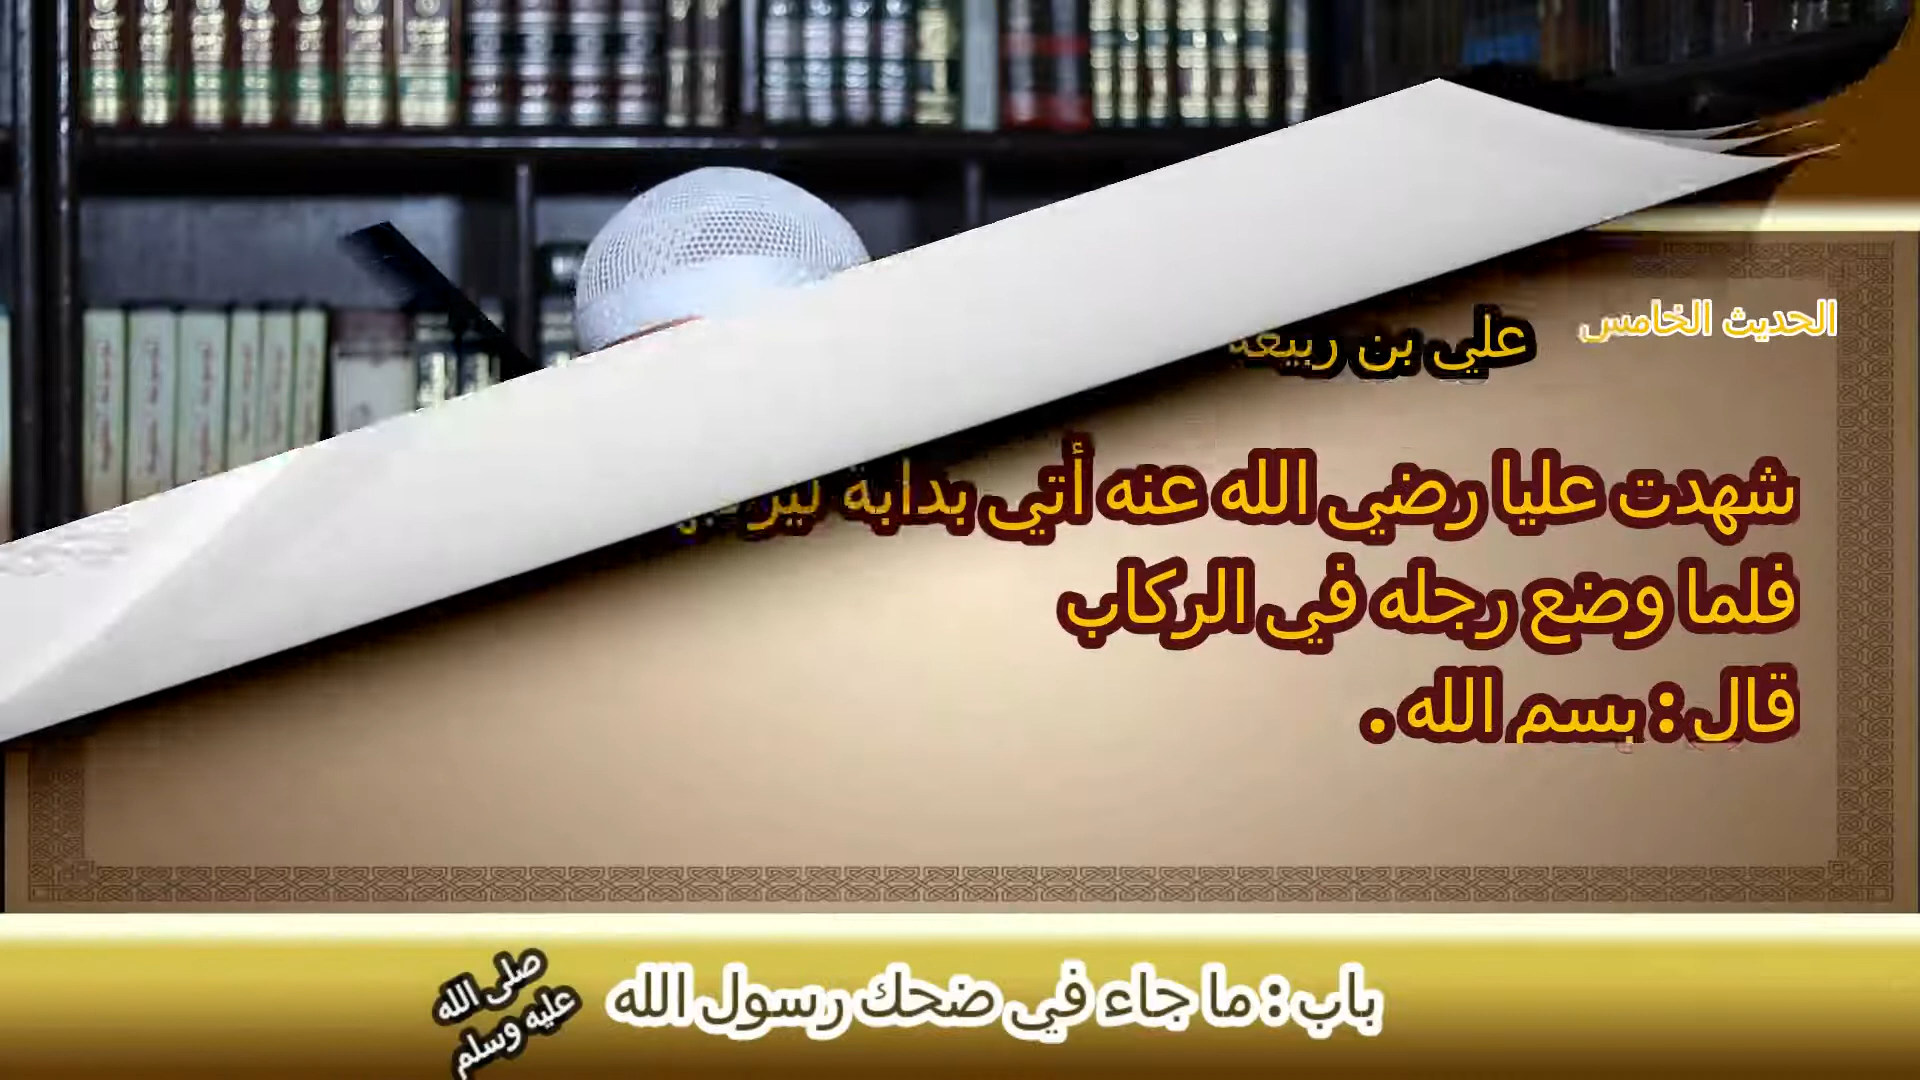 الحديث الخامس
علي بن ربيعة
شهدت عليا رضي الله عنه أتي بدابة
فلما وضع رجله في الركاب
قال : بسم الله .
باب : ما جاء في ضحك رسول الله
صلى الله
عليه وسلم